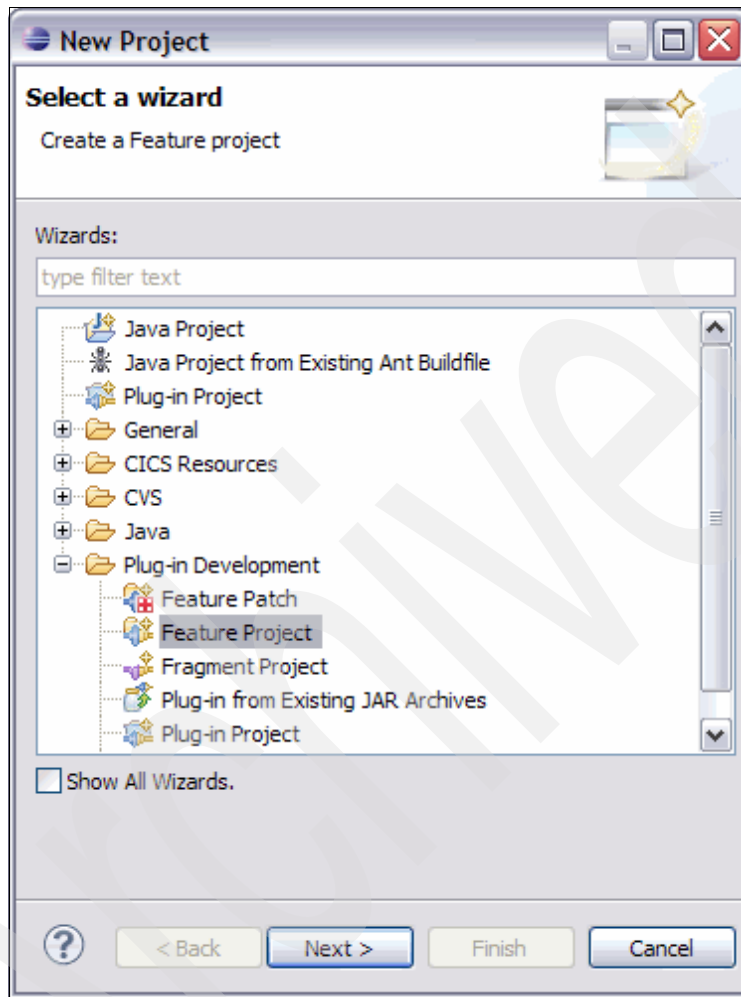 New Project
Select a wizard
Create a Feature project
Wizards:
type filter text
Java Project
Java Project from Existing Ant Buildfile
Plug-in Project
General
CICS Resources
CVS
Java
Plug-in Development
Feature Patch
Feature Project
Fragment Project
Plug-in from Existing JAR Archives
Plug-in Project
Show All Wizards.
? < Back Next > Finish Cancel